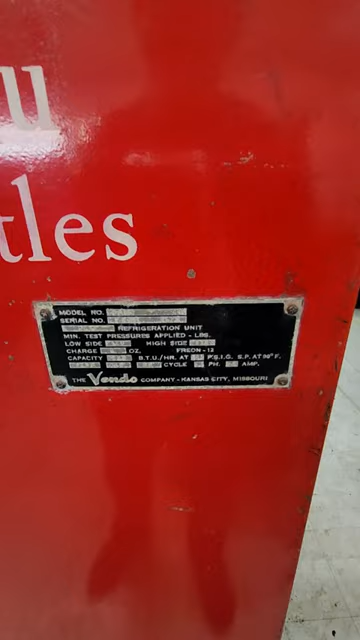 u
tles
MODEL NO.
SERIAL NO.
REFRIGERATION UNIT
MIN. TEST PRESSURES APPLIED - LBS.
LOW SIDE HIGH SIDE
CHARGE OZ. FREON-12
CAPACITY B.T.U./HR. AT P.S.I.G. S.P. AT 90° F.
CYCLE PH. AMP.
THE Vendo COMPANY - KANSAS CITY, MISSOURI